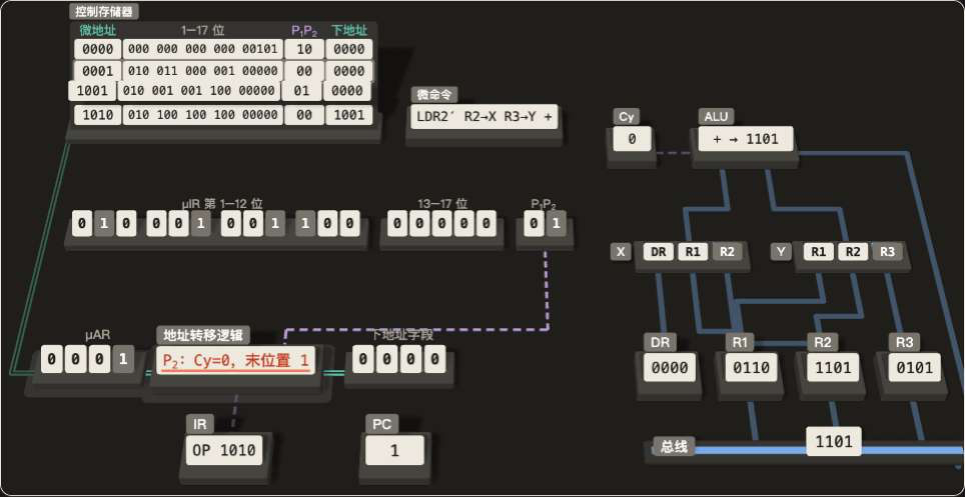 控制存储器
微地址 1—17 位 P₁P₂ 下地址
0000 000 000 000 000 00101 10 0000
0001 010 011 000 001 00000 00 0000
1001 010 001 001 100 00000 01 0000
1010 010 100 100 100 00000 00 1001
微命令
LDR2′ R2→X R3→Y +
Cy
0
ALU
+ → 1101
μIR 第 1—12 位
0 1 0 0 0 1 0 0 1 1 0 0
13—17 位
0 0 0 0 0
P₁P₂
0 1
X DR R1 R2
Y R1 R2 R3
μAR
0 0 0 1
地址转移逻辑
P₂: Cy=0, 末位置 1
下地址字段
0 0 0 0
DR
0000
R1
0110
R2
1101
R3
0101
IR
OP 1010
PC
1
总线
1101